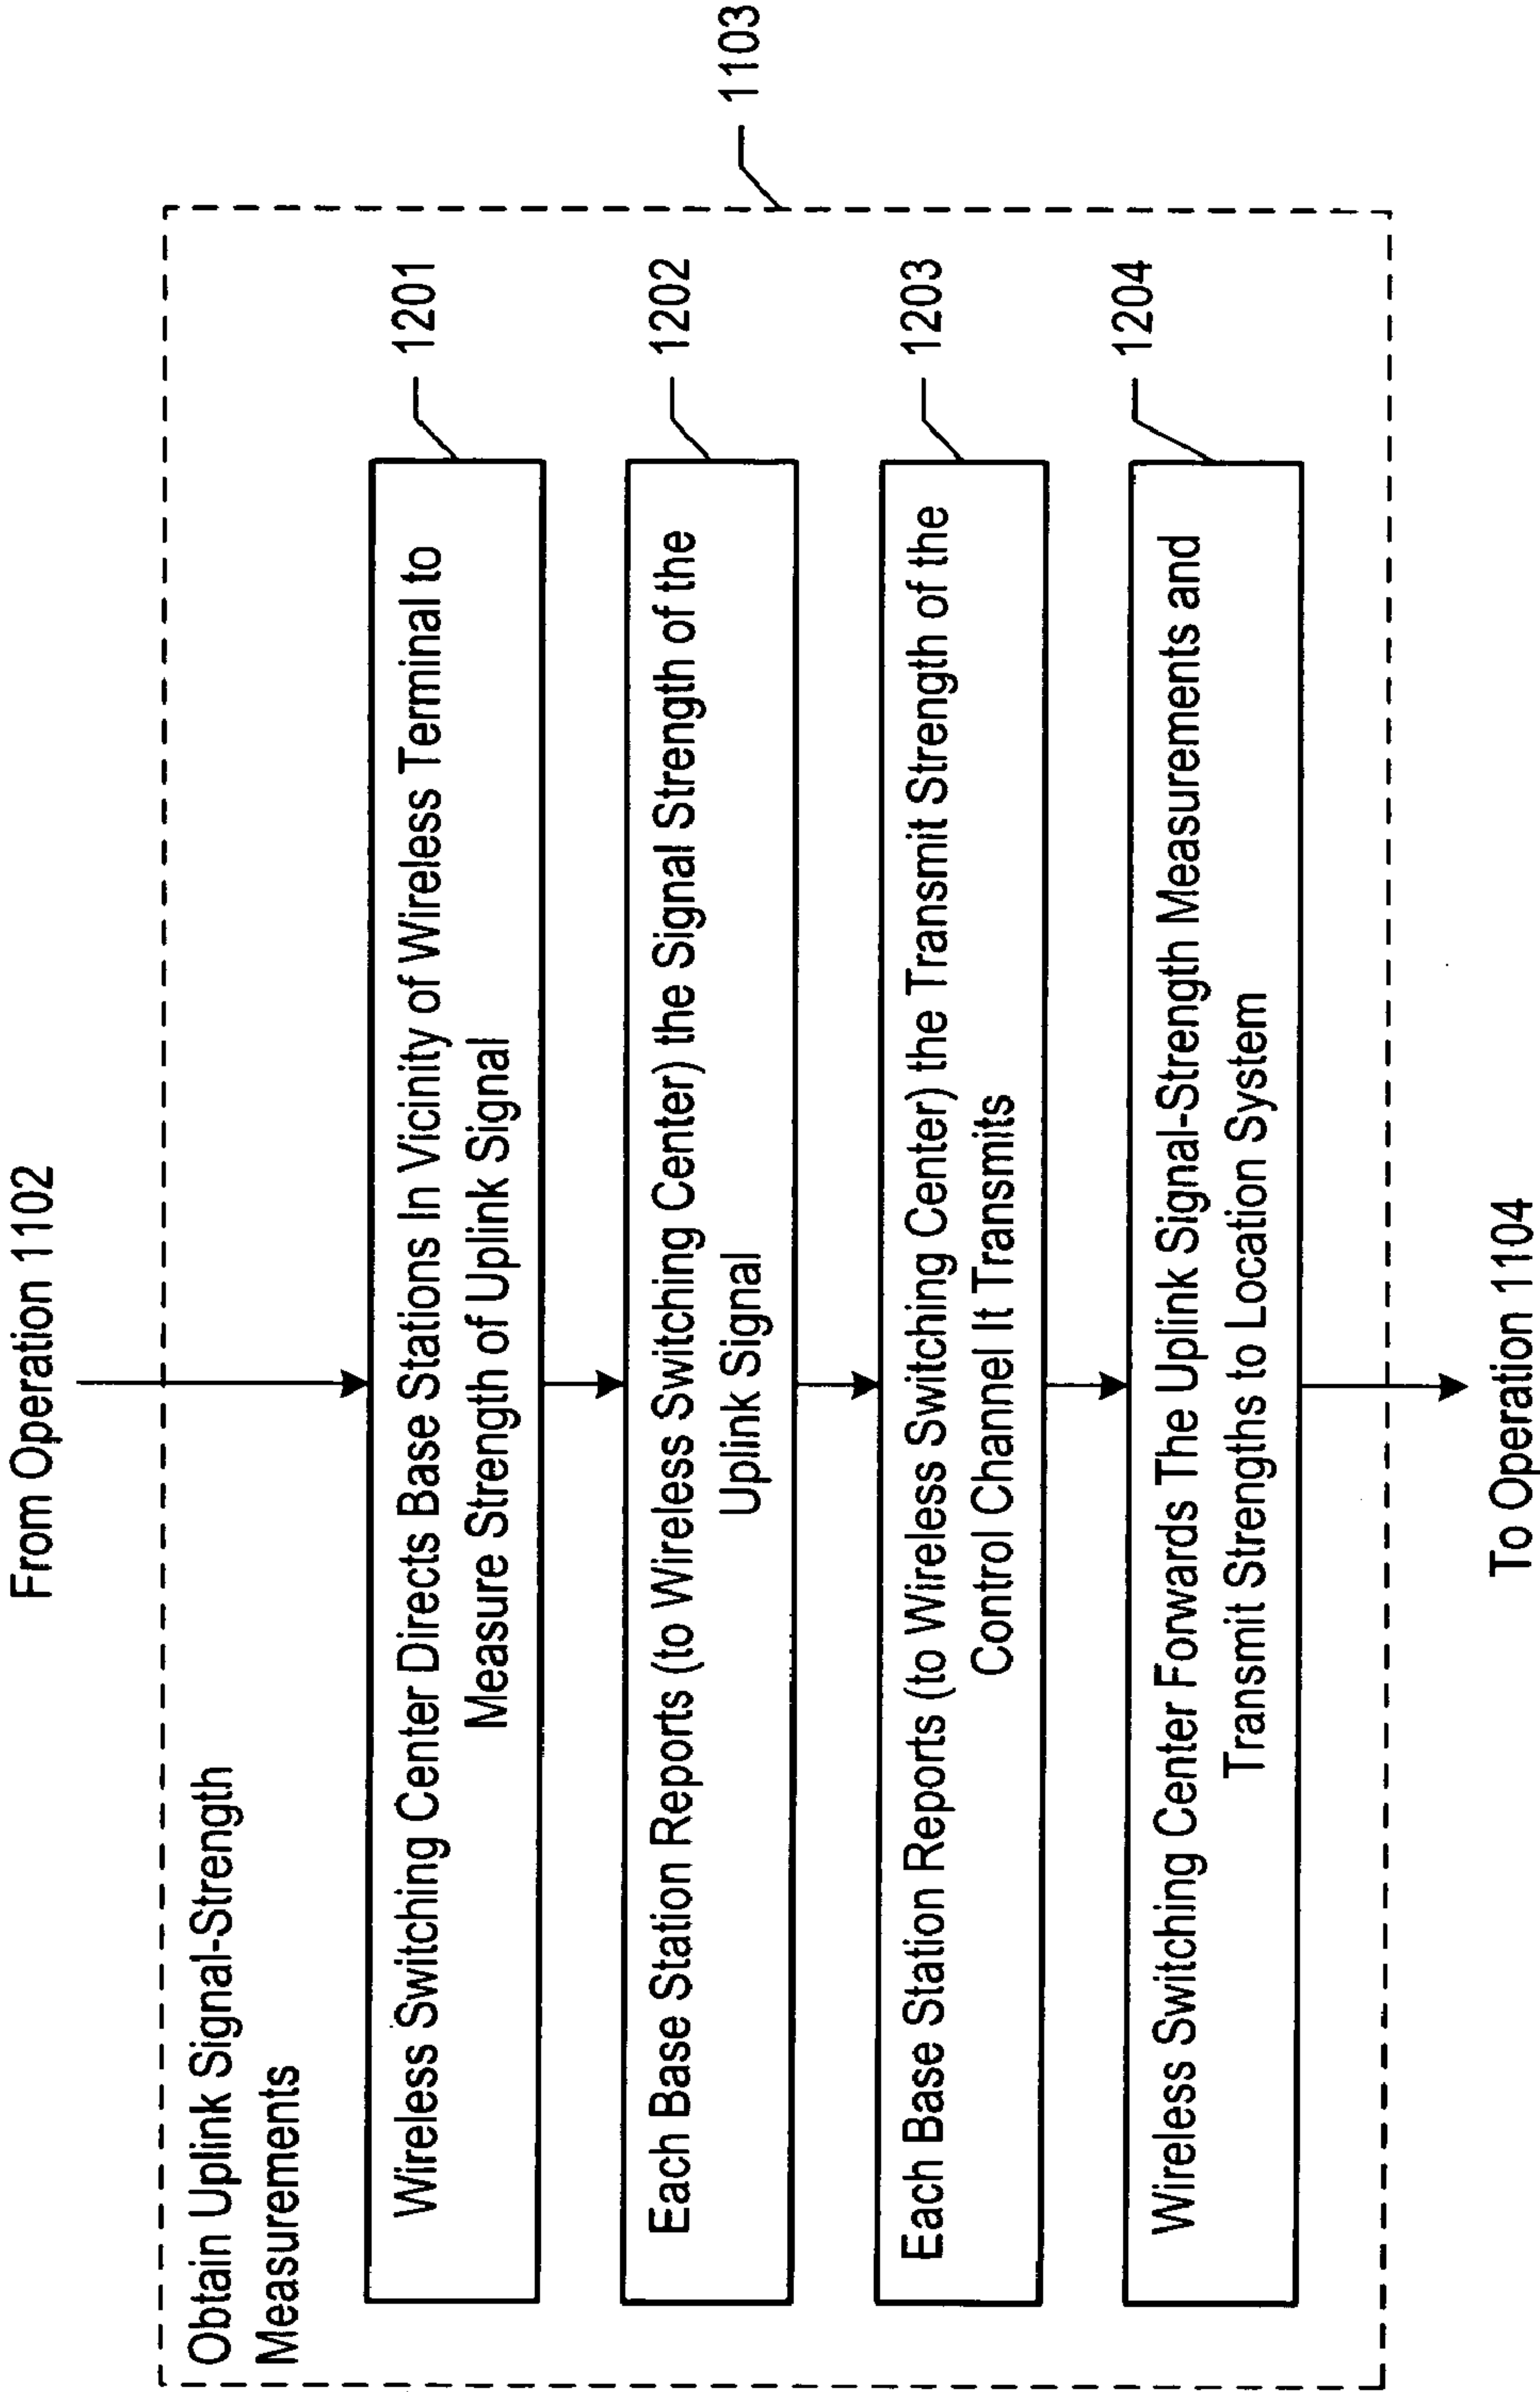 From Operation 1102
Obtain Uplink Signal-Strength
Measurements
1103
Wireless Switching Center Directs Base Stations In Vicinity of Wireless Terminal to
Measure Strength of Uplink Signal
1201
Each Base Station Reports (to Wireless Switching Center) the Signal Strength of the
Uplink Signal
1202
Each Base Station Reports (to Wireless Switching Center) the Transmit Strength of the
Control Channel It Transmits
1203
Wireless Switching Center Forwards The Uplink Signal-Strength Measurements and
Transmit Strengths to Location System
1204
To Operation 1104